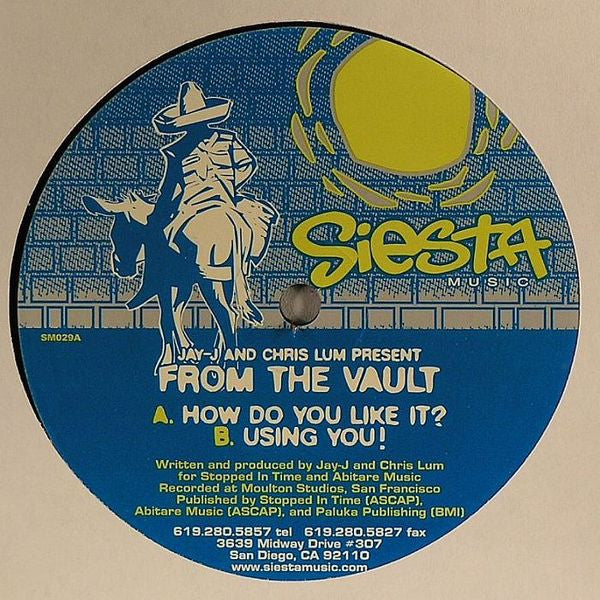 SiestA
MUSIC
SM029A
JAY-J AND CHRIS LUM PRESENT
FROM THE VAULT
A. HOW DO YOU LIKE IT?
B. USING YOU!
Written and produced by Jay-J and Chris Lum
for Stopped In Time and Abitare Music
Recorded at Moulton Studios, San Francisco
Published by Stopped In Time (ASCAP),
Abitare Music (ASCAP), and Paluka Publishing (BMI)
619.280.5857 tel 619.280.5827 fax
3639 Midway Drive #307
San Diego, CA 92110
www.siestamusic.com